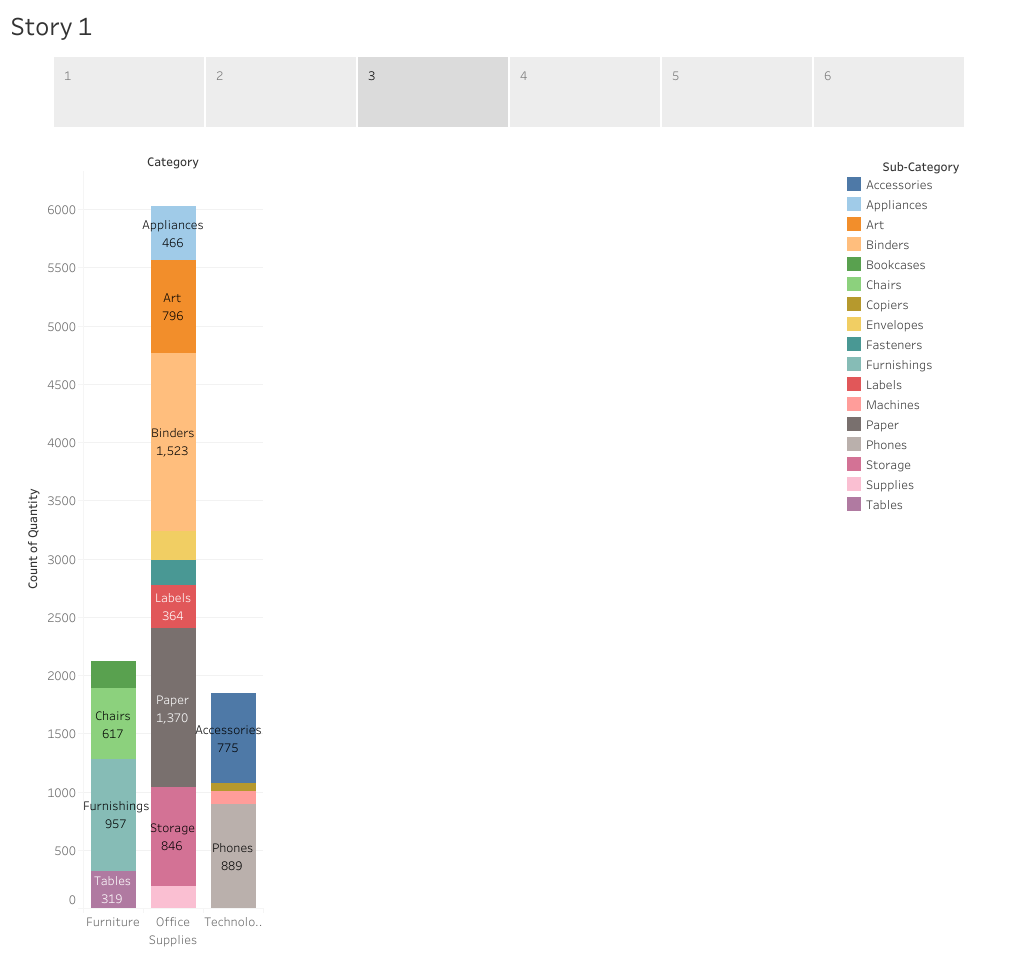 Story 1
1
2
3
4
5
6
Category
Sub-Category
Accessories
Appliances
Art
Binders
Bookcases
Chairs
Copiers
Envelopes
Fasteners
Furnishings
Labels
Machines
Paper
Phones
Storage
Supplies
Tables
Count of Quantity
6000
5500
5000
4500
4000
3500
3000
2500
2000
1500
1000
500
0
Chairs
617
Furnishings
957
Tables
319
Appliances
466
Art
796
Binders
1,523
Labels
364
Paper
1,370
Storage
846
Accessories
775
Phones
889
Furniture
Office
Supplies
Technolo..